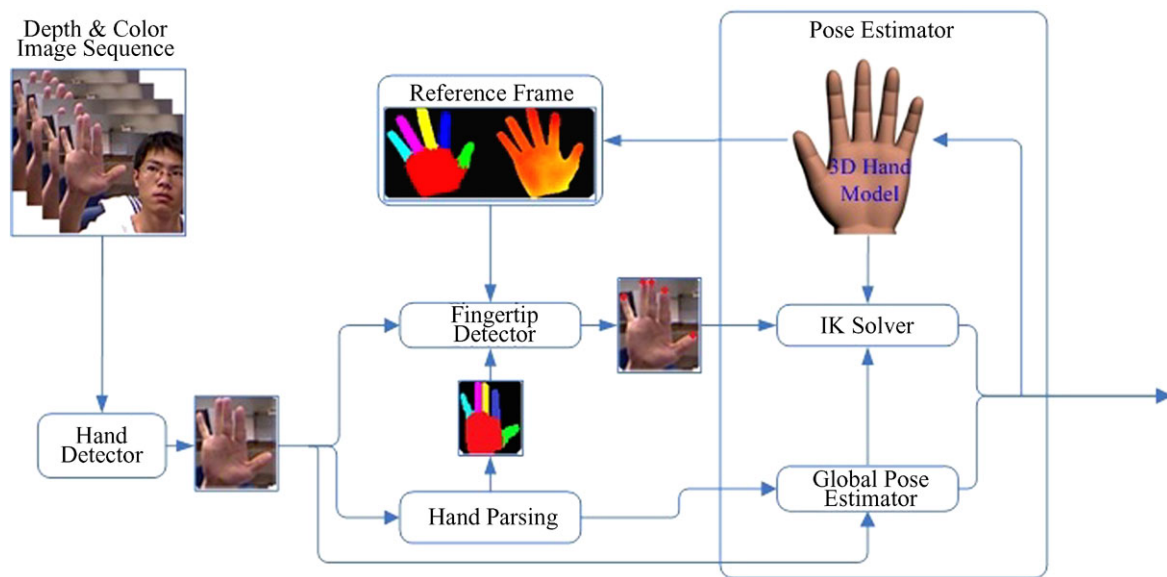 Depth & Color
Image Sequence
Pose Estimator
Reference Frame
3D Hand
Model
Fingertip
Detector
IK Solver
Hand
Detector
Hand Parsing
Global Pose
Estimator